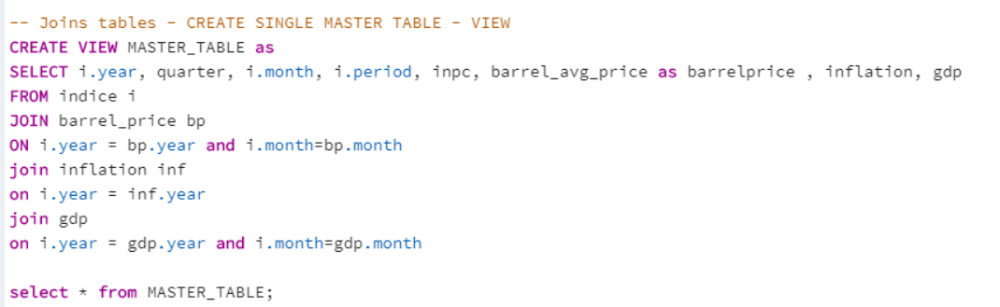 -- Joins tables - CREATE SINGLE MASTER TABLE - VIEW
CREATE VIEW MASTER_TABLE as
SELECT i.year, quarter, i.month, i.period, inpc, barrel_avg_price as barrelprice , inflation, gdp
FROM indice i
JOIN barrel_price bp
ON i.year = bp.year and i.month=bp.month
join inflation inf
on i.year = inf.year
join gdp
on i.year = gdp.year and i.month=gdp.month
select * from MASTER_TABLE;